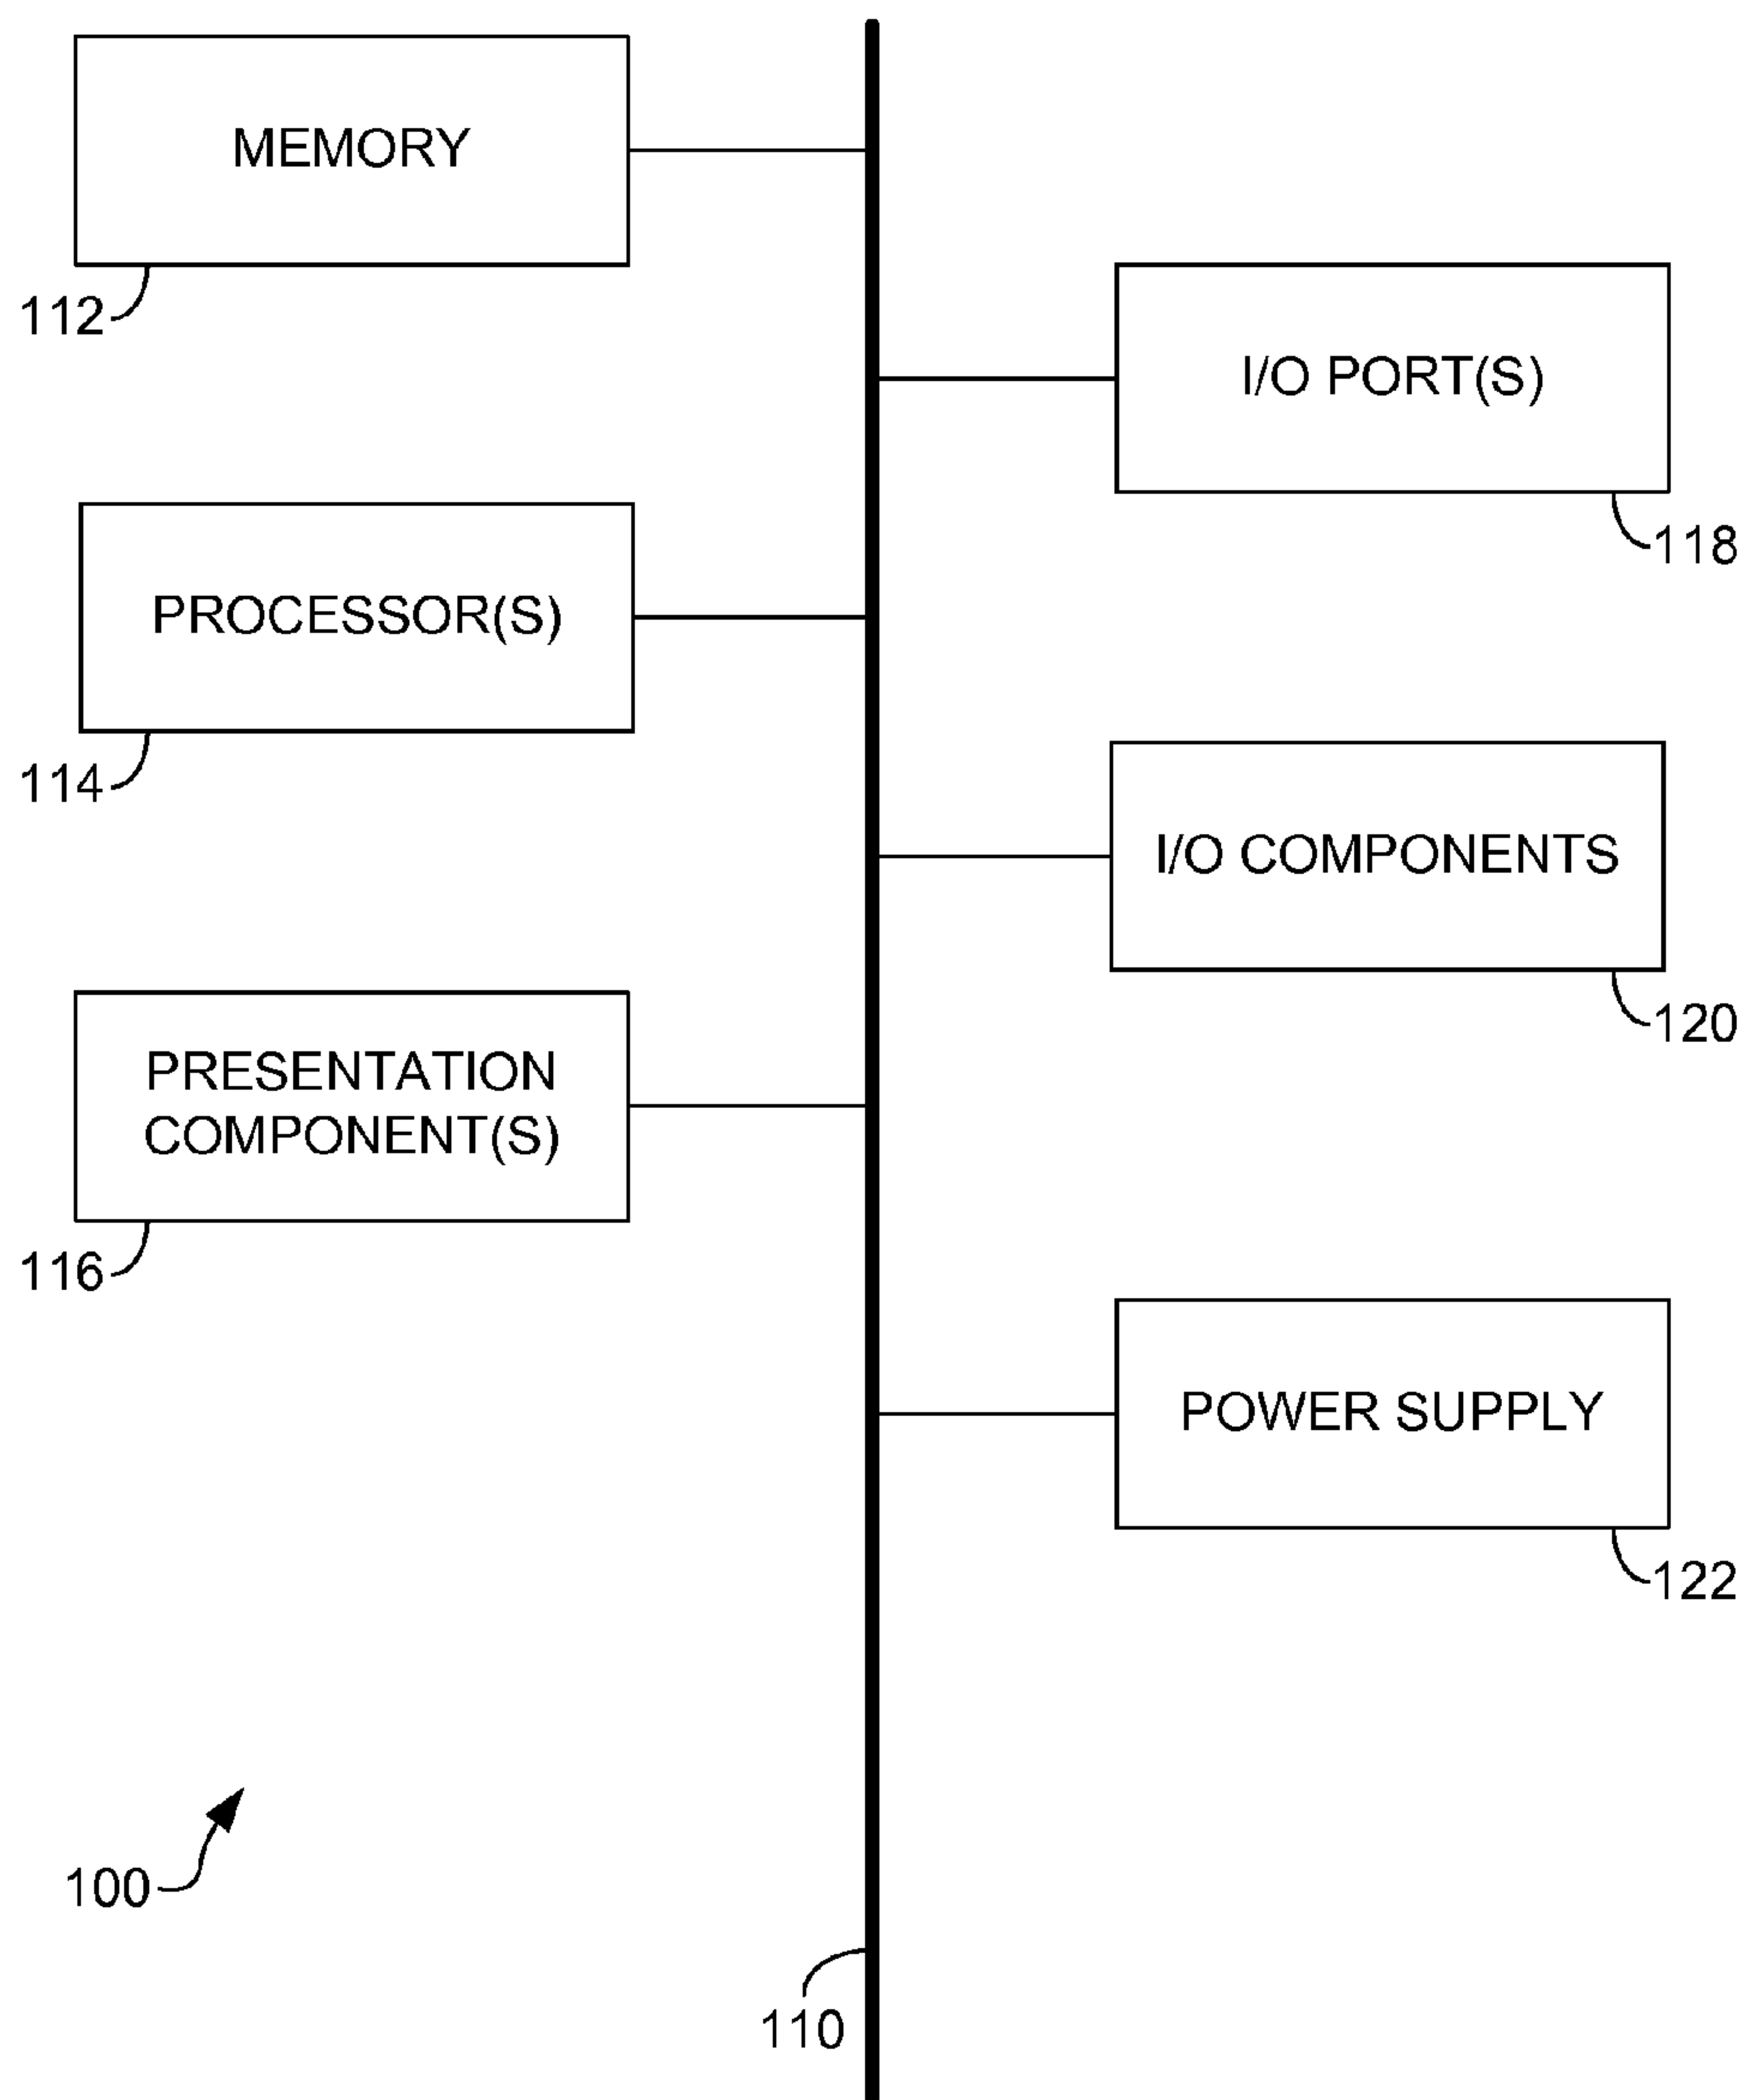 MEMORY
112
I/O PORT(S)
118
PROCESSOR(S)
114
I/O COMPONENTS
120
PRESENTATION
COMPONENT(S)
116
POWER SUPPLY
122
100
110